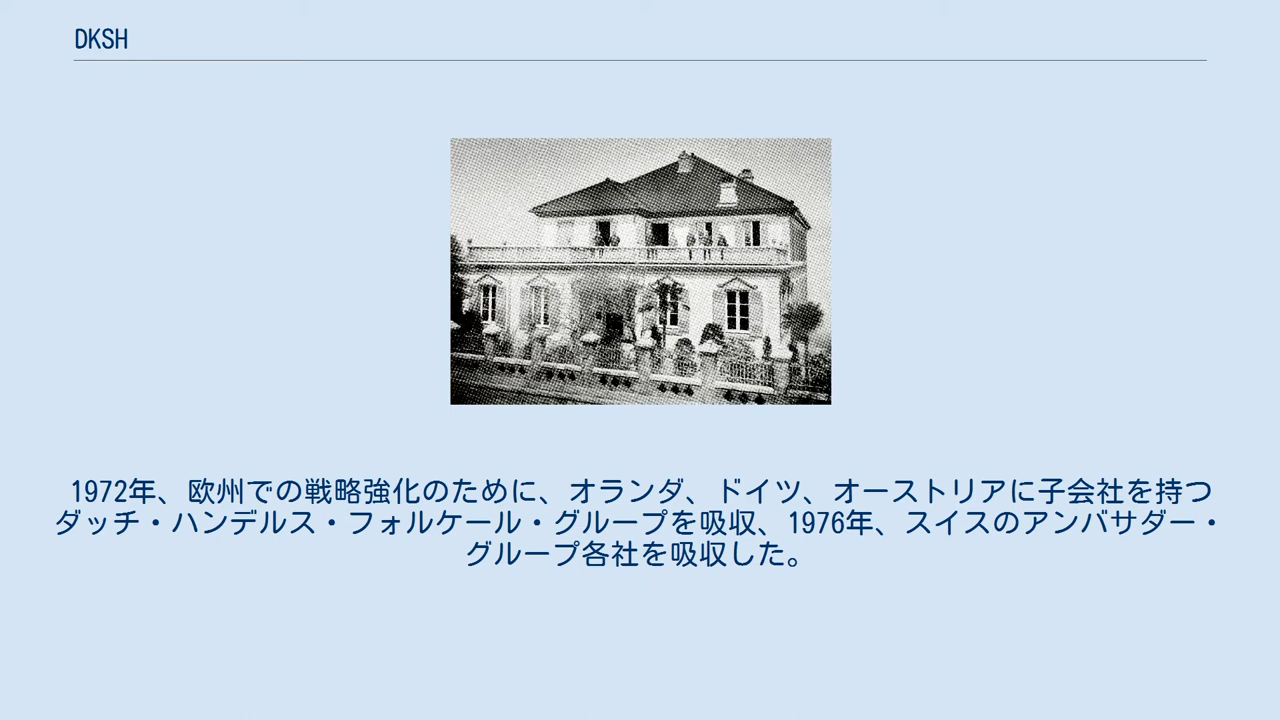 DKSH
1972年、欧州での戦略強化のために、オランダ、ドイツ、オーストリアに子会社を持つ
ダッチ・ハンデルス・フォルケール・グループを吸収、1976年、スイスのアンバサダー・
グループ各社を吸収した。